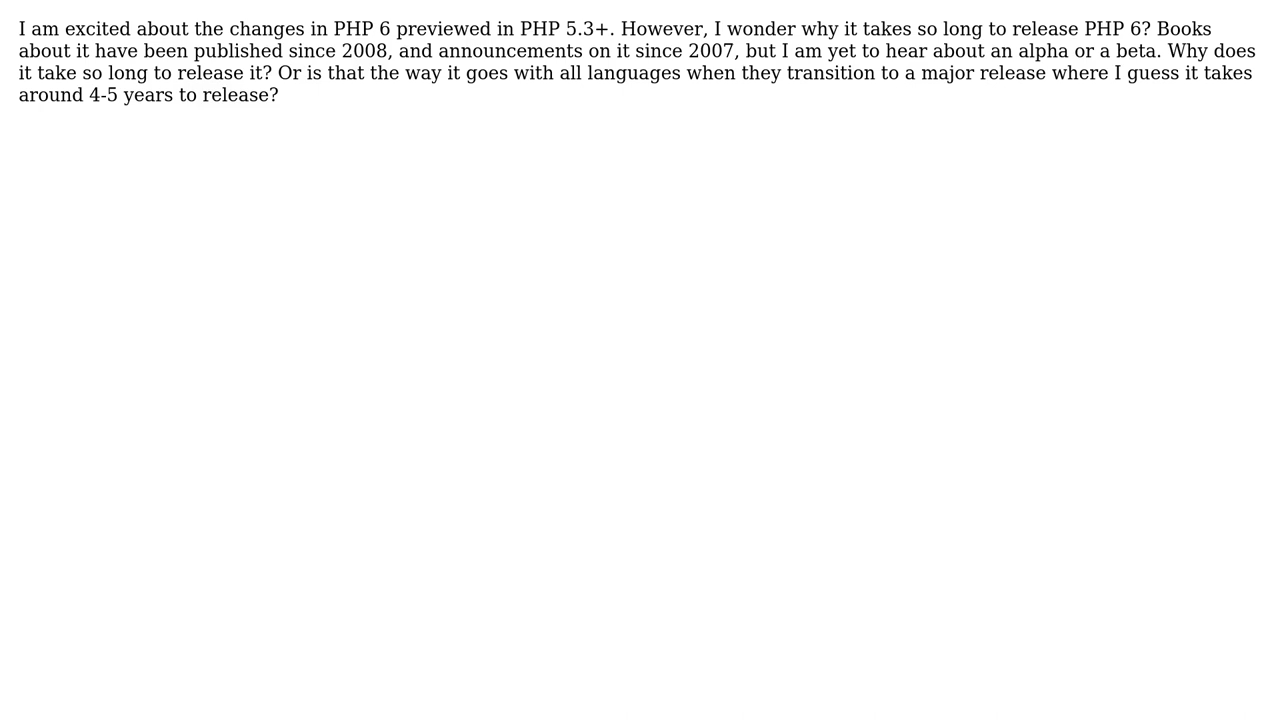 I am excited about the changes in PHP 6 previewed in PHP 5.3+. However, I wonder why it takes so long to release PHP 6? Books
about it have been published since 2008, and announcements on it since 2007, but I am yet to hear about an alpha or a beta. Why does
it take so long to release it? Or is that the way it goes with all languages when they transition to a major release where I guess it takes
around 4-5 years to release?